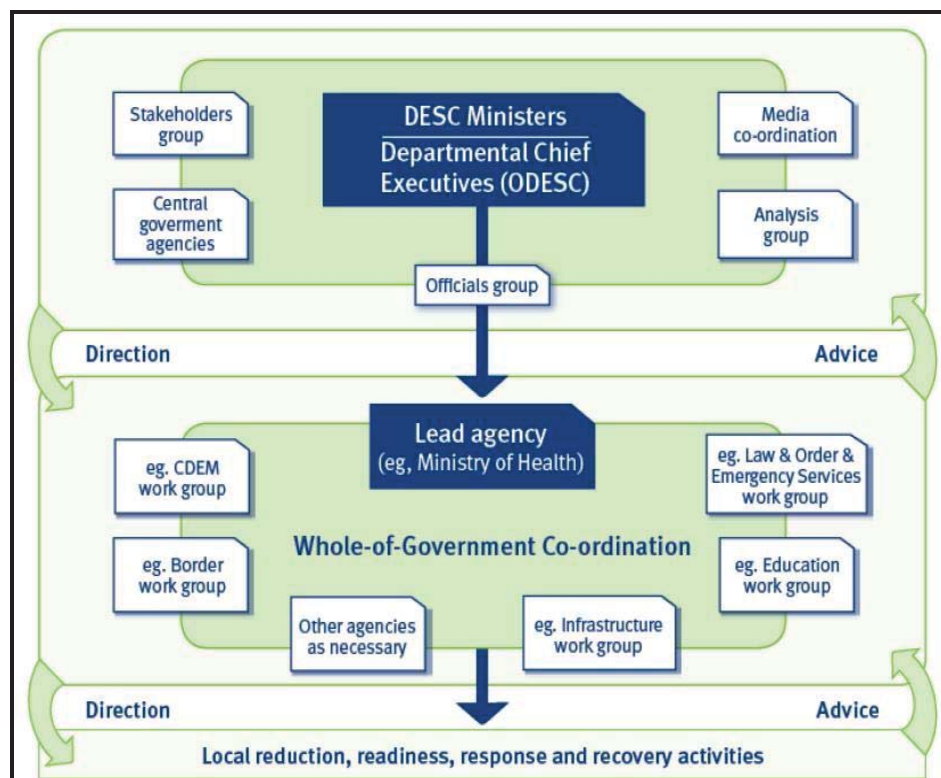 Stakeholders
group
DESC Ministers
Departmental Chief
Executives (ODESC)
Media
co-ordination
Central
goverment
agencies
Analysis
group
Officials group
Direction
Advice
Lead agency
(eg, Ministry of Health)
eg. CDEM
work group
eg. Law & Order &
Emergency Services
work group
Whole-of-Government Co-ordination
eg. Border
work group
eg. Education
work group
Other agencies
as necessary
eg. Infrastructure
work group
Direction
Advice
Local reduction, readiness, response and recovery activities